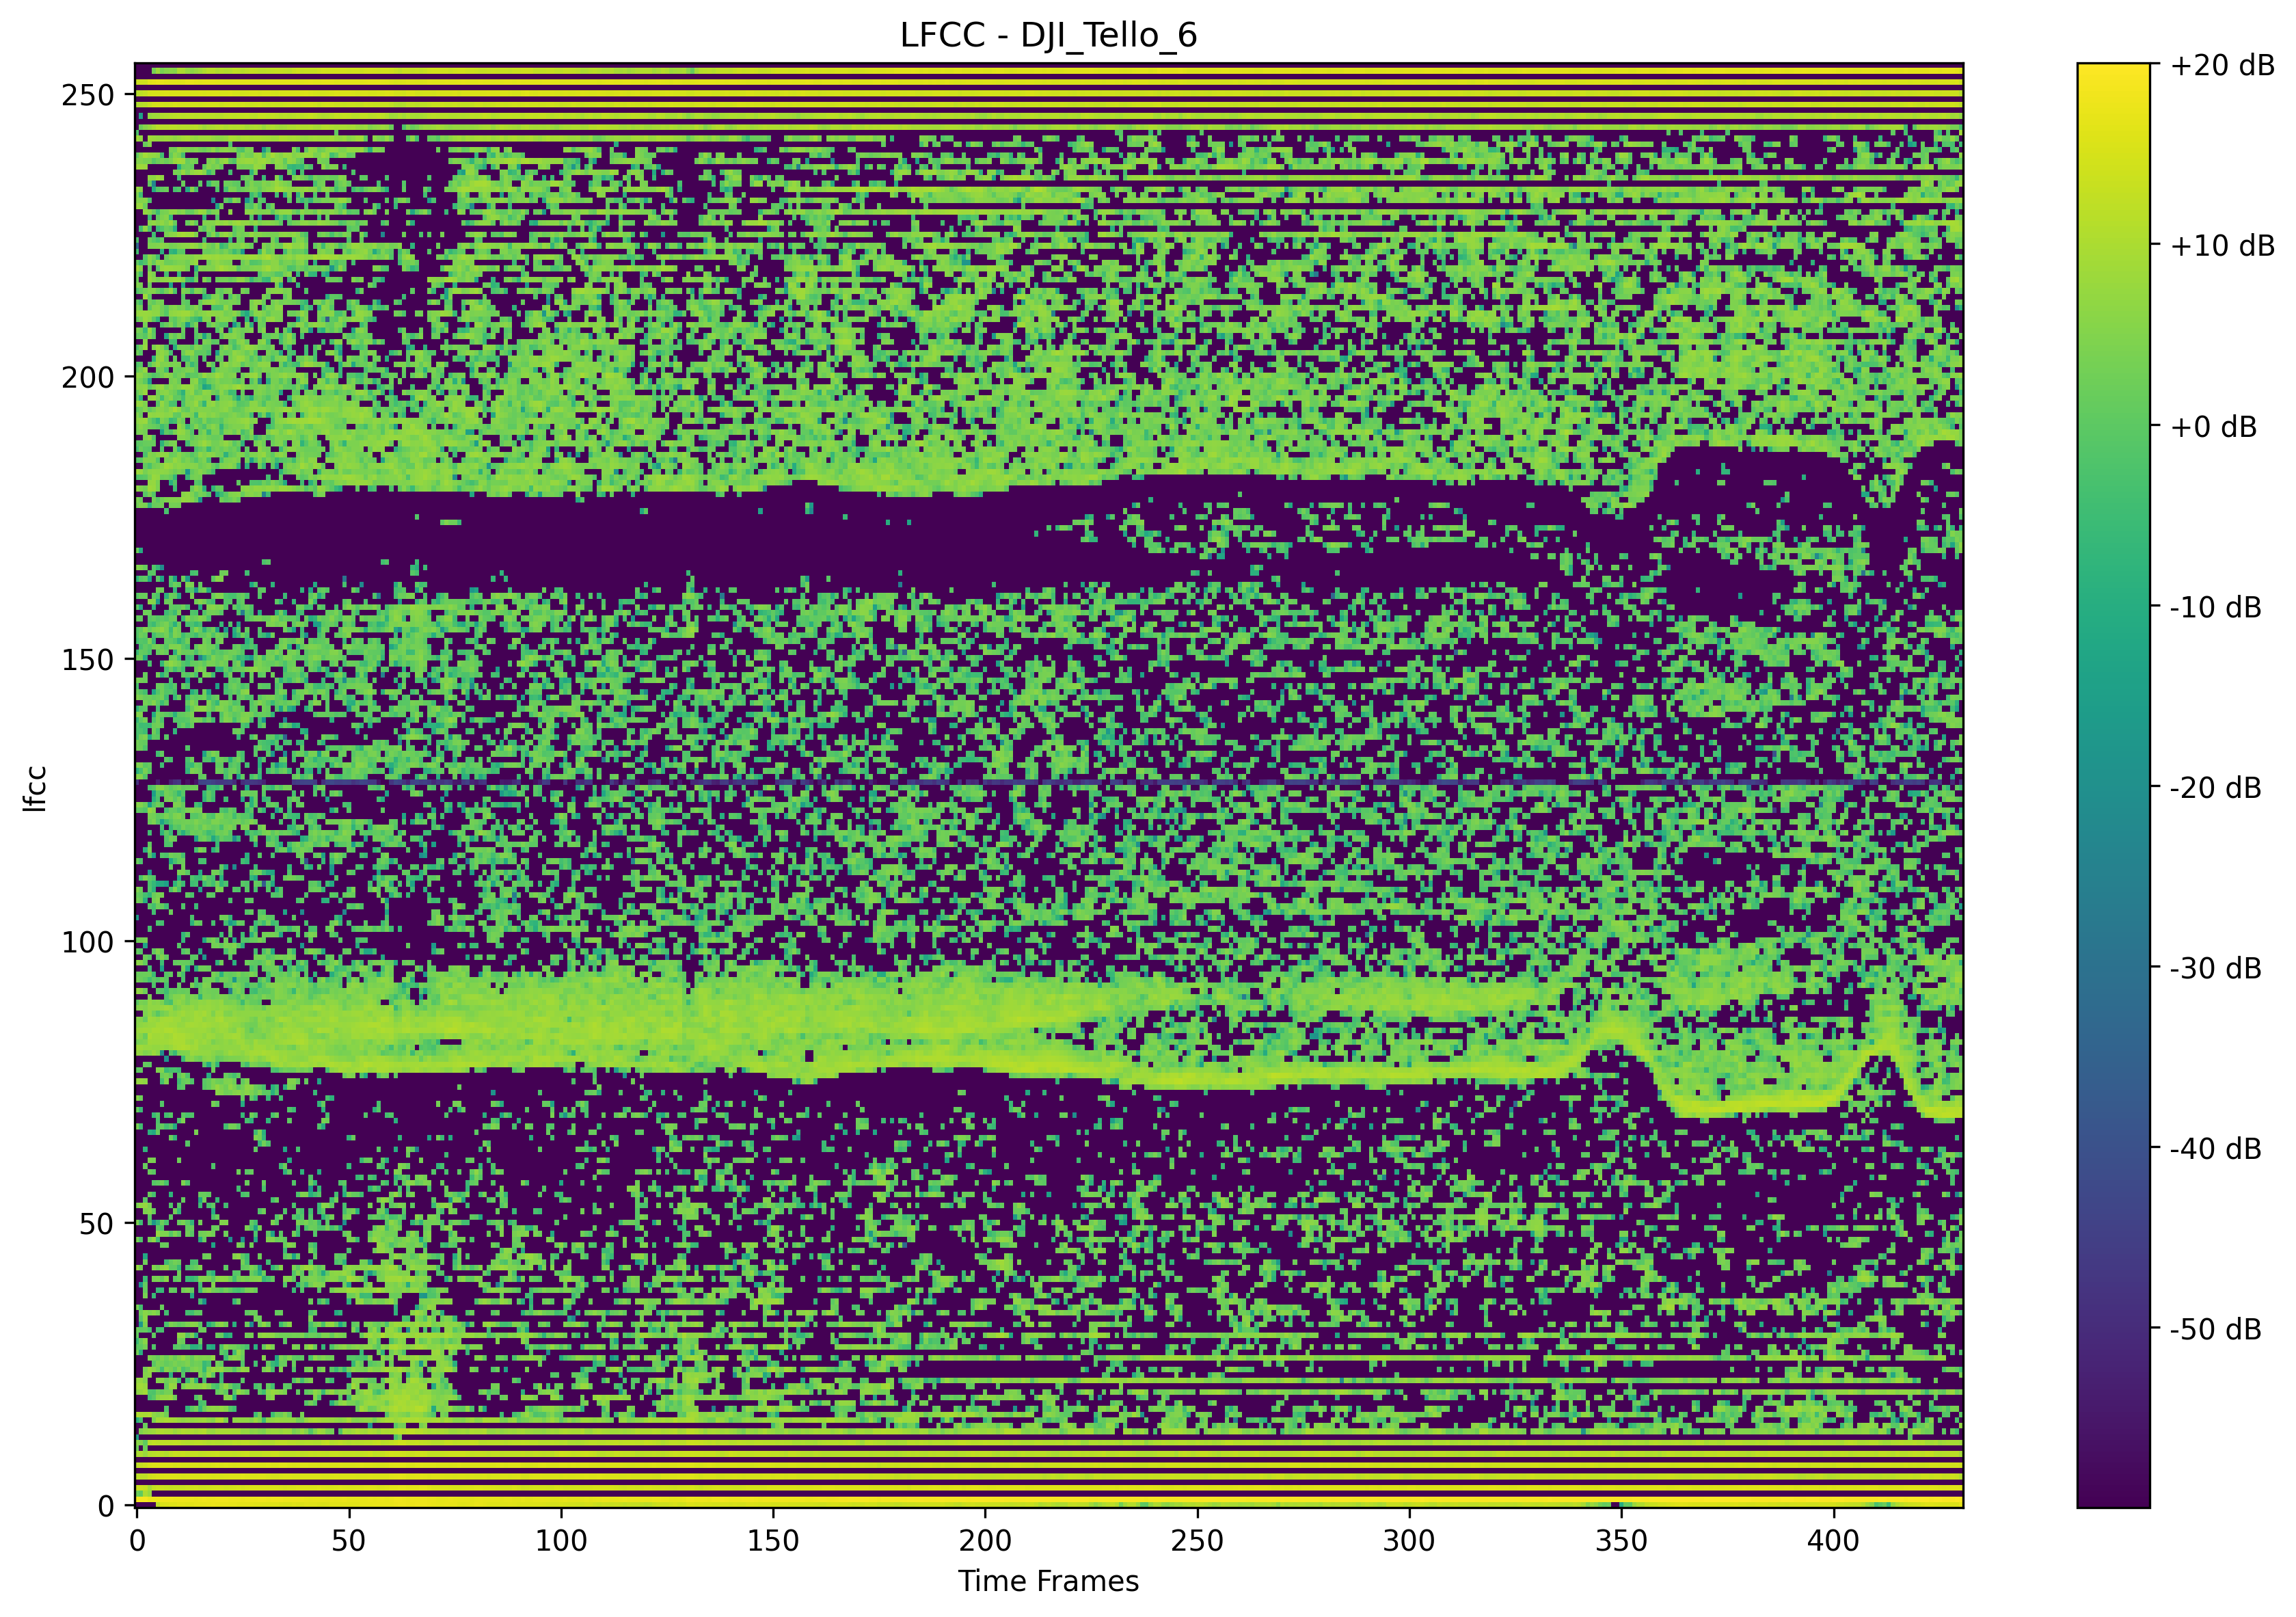 LFCC - DJI_Tello_6
lfcc
250
200
150
100
50
0
0 50 100 150 200 250 300 350 400
Time Frames
+20 dB
+10 dB
+0 dB
-10 dB
-20 dB
-30 dB
-40 dB
-50 dB